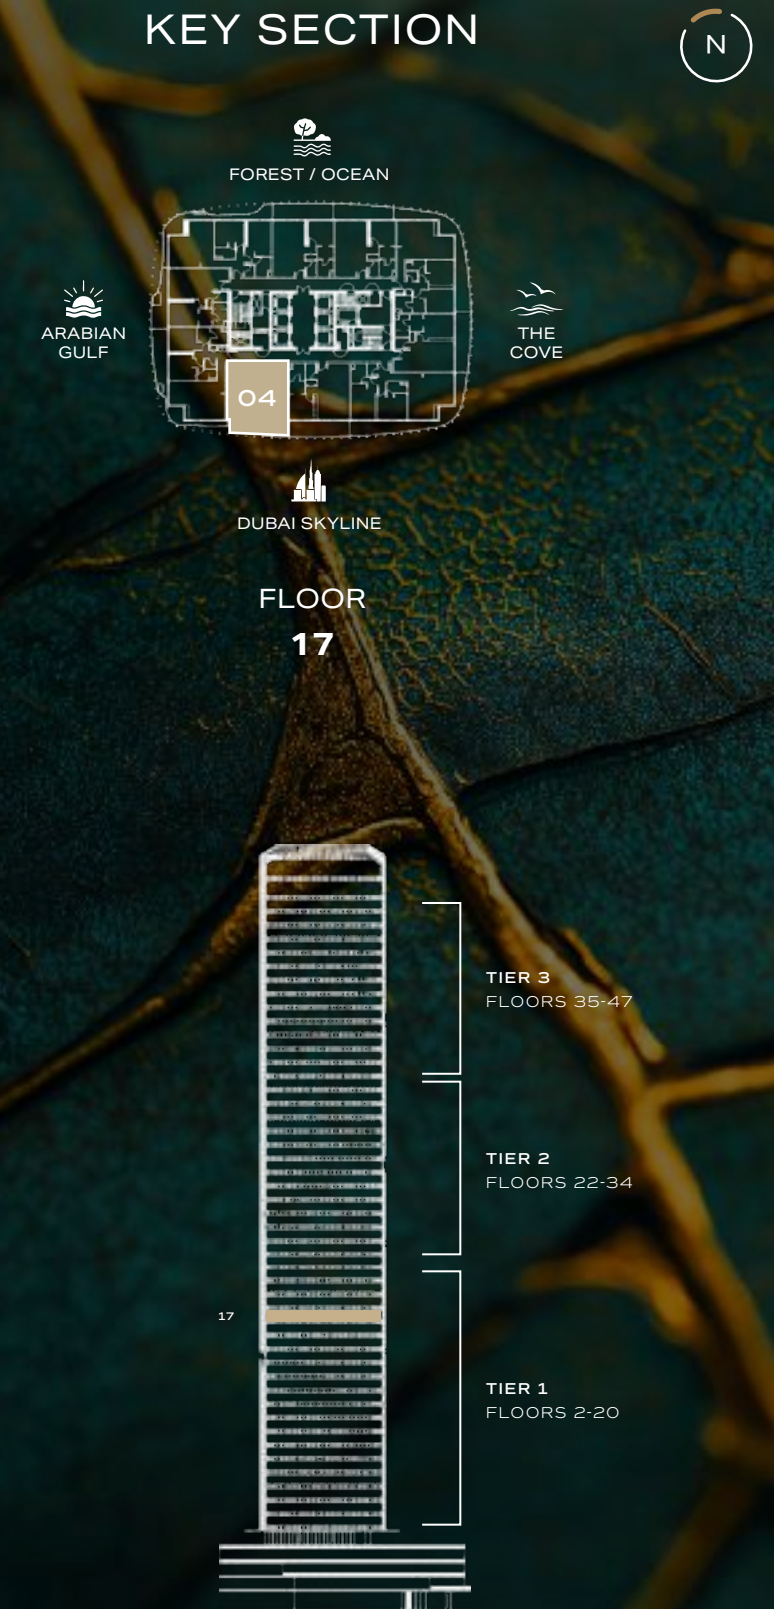 KEY SECTION
N
FOREST / OCEAN
ARABIAN
GULF
THE
COVE
04
DUBAI SKYLINE
FLOOR
17
TIER 3
FLOORS 35-47
TIER 2
FLOORS 22-34
17
TIER 1
FLOORS 2-20